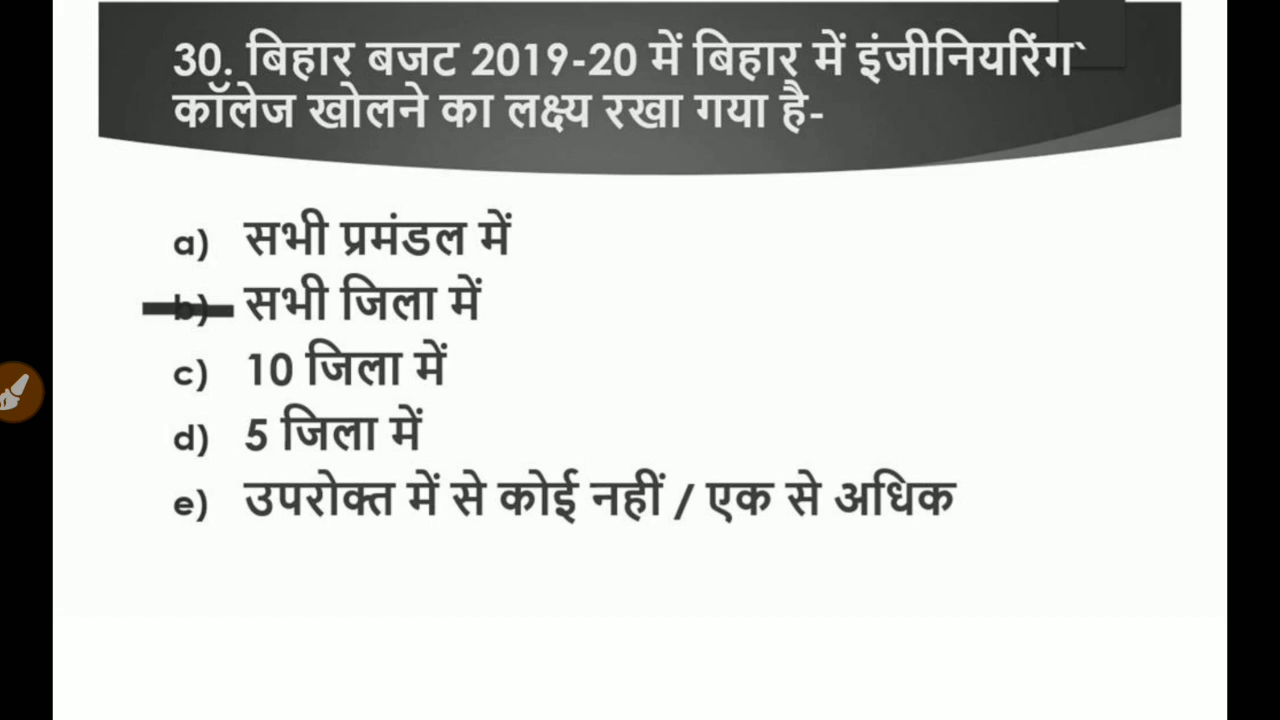 30. बिहार बजट 2019-20 में बिहार में इंजीनियरिंग`
कॉलेज खोलने का लक्ष्य रखा गया है-
a) सभी प्रमंडल में
b) सभी जिला में
c) 10 जिला में
d) 5 जिला में
e) उपरोक्त में से कोई नहीं / एक से अधिक